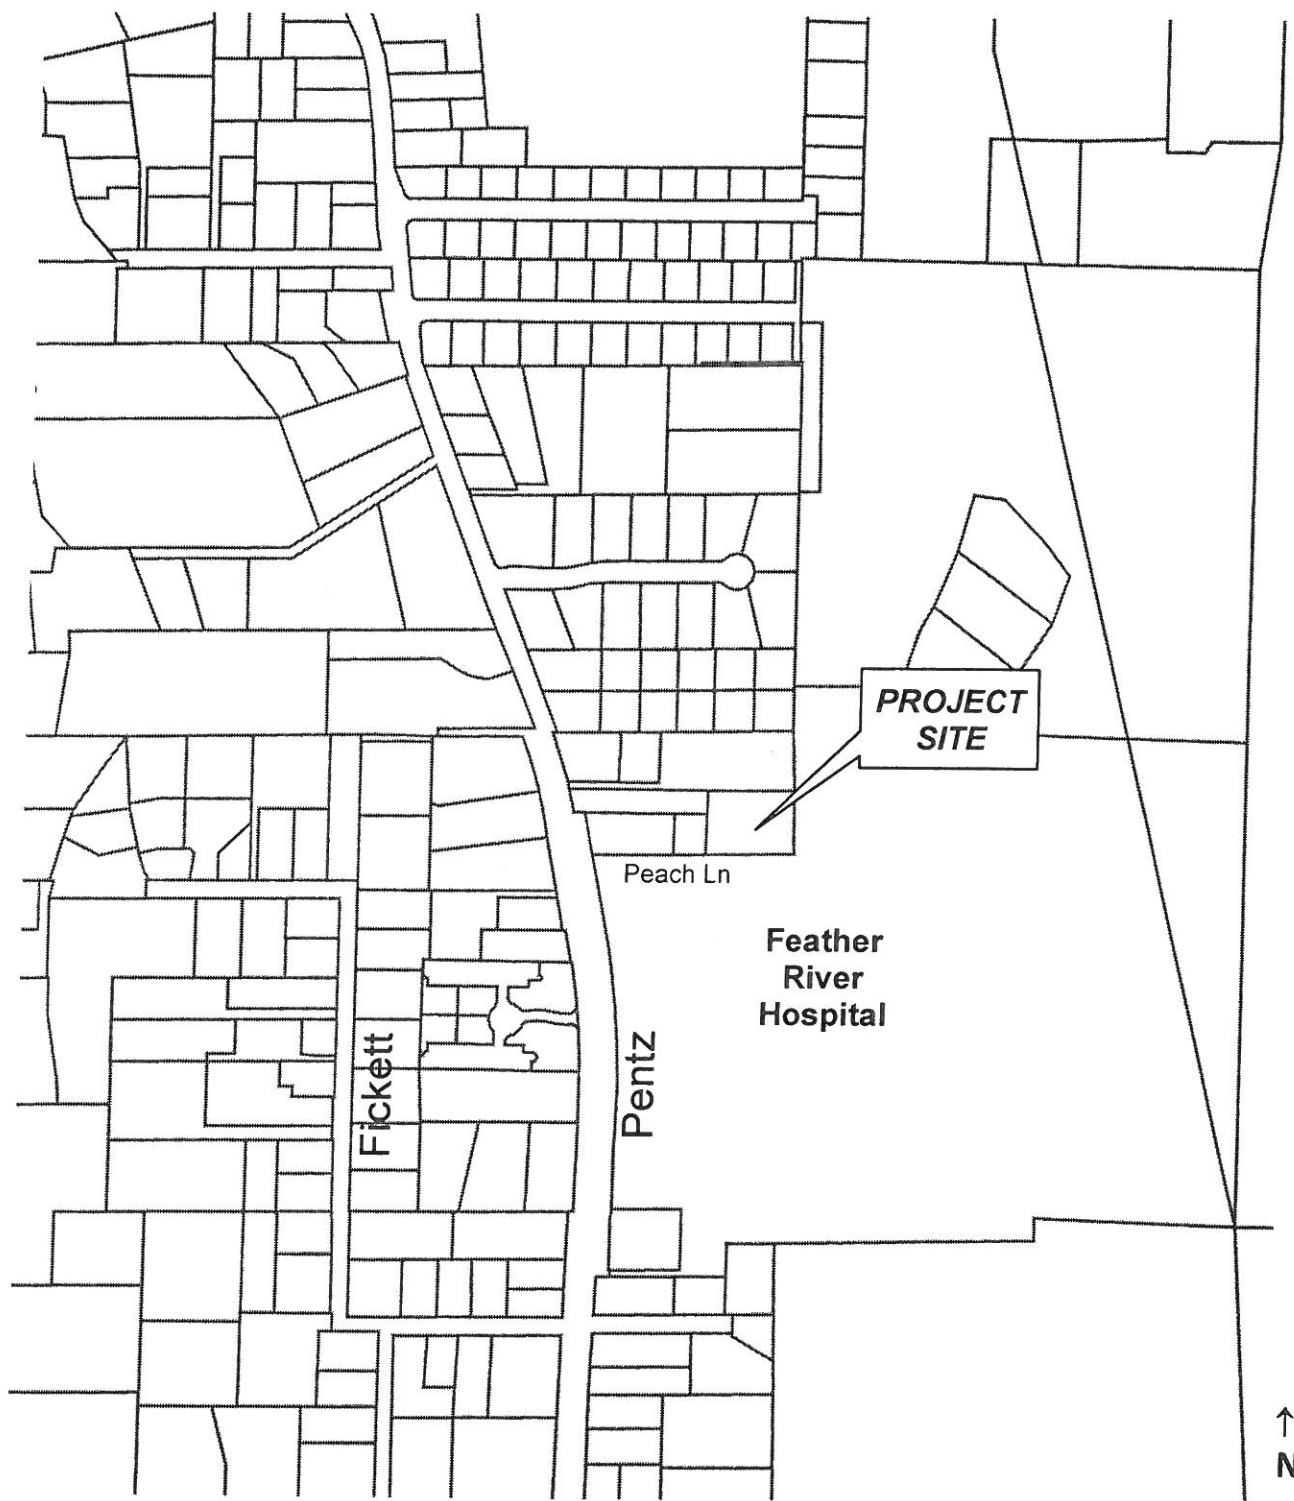 PROJECT
SITE
Peach Ln
Feather
River
Hospital
Fickett
Pentz
↑
N